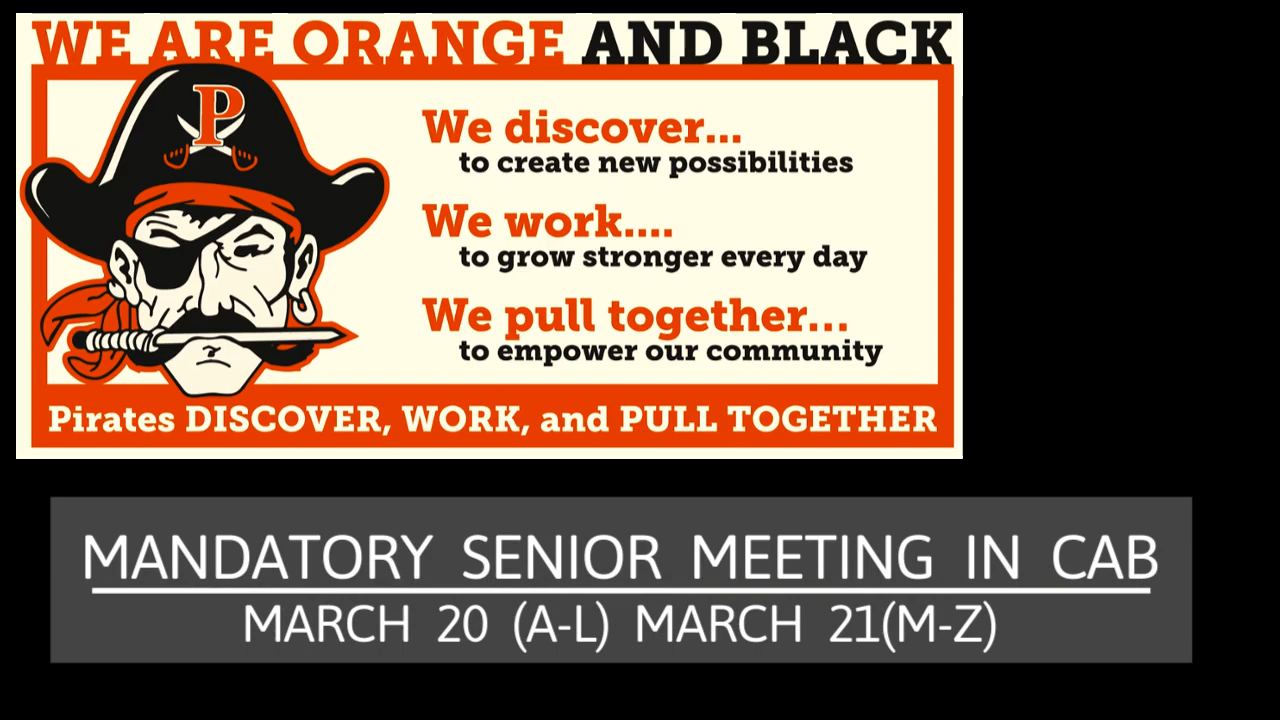 WE ARE ORANGE AND BLACK
P
We discover...
to create new possibilities
We work....
to grow stronger every day
We pull together...
to empower our community
Pirates DISCOVER, WORK, and PULL TOGETHER
MANDATORY SENIOR MEETING IN CAB
MARCH 20 (A-L) MARCH 21(M-Z)